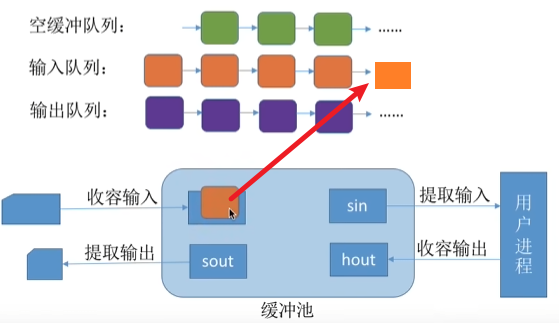 空缓冲队列：
……
输入队列：
输出队列：
……
收容输入
sin
提取输入
用户进程
提取输出
sout
hout
收容输出
缓冲池